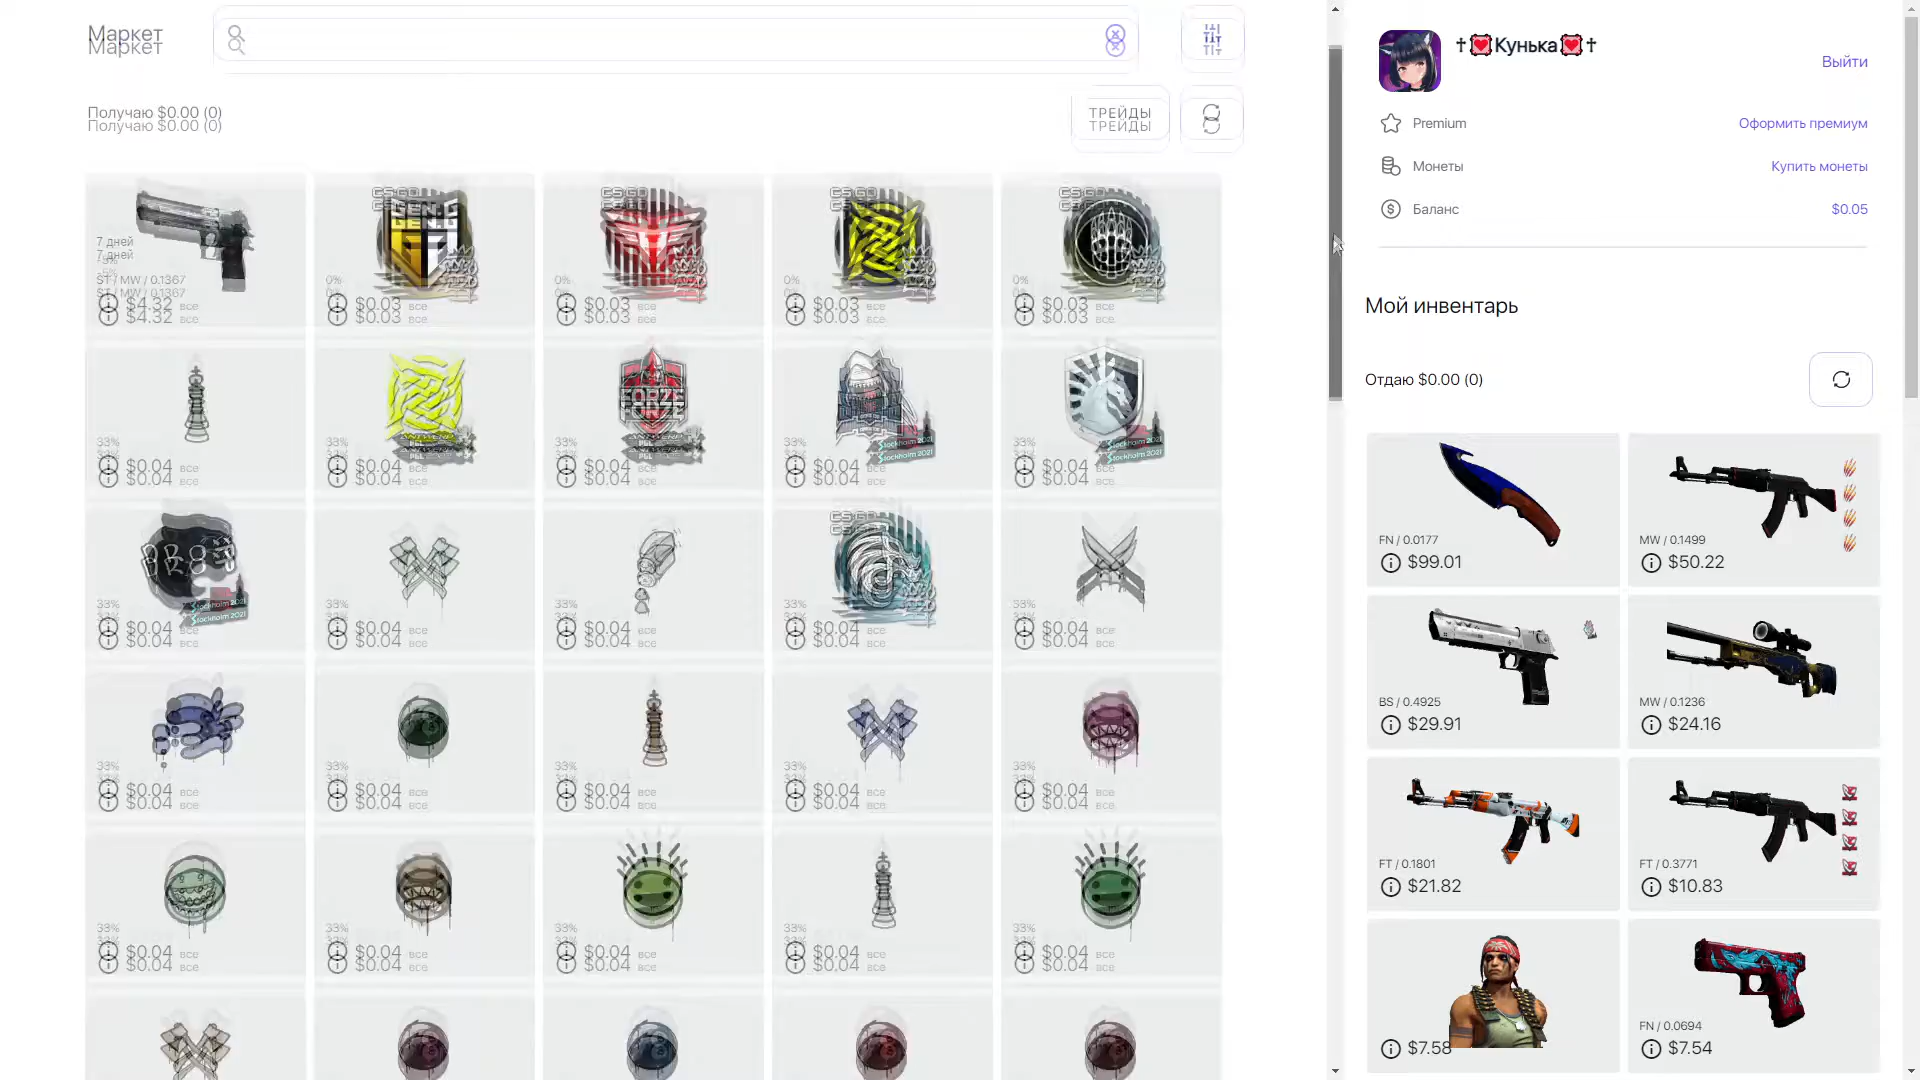 Маркет
Получаю $0.00 (0)
ТРЕЙДЫ
7 дней
ST / MW / 0.1367
$4.32 все
0%
$0.03 все
0%
$0.03 все
0%
$0.03 все
0%
$0.03 все
33%
$0.04 все
33%
$0.04 все
33%
$0.04 все
33%
$0.04 все
33%
$0.04 все
33%
$0.04 все
33%
$0.04 все
33%
$0.04 все
33%
$0.04 все
33%
$0.04 все
33%
$0.04 все
33%
$0.04 все
33%
$0.04 все
33%
$0.04 все
33%
$0.04 все
33%
$0.04 все
33%
$0.04 все
33%
$0.04 все
33%
$0.04 все
33%
$0.04 все
†Кунька†
Выйти
Premium
Оформить премиум
Монеты
Купить монеты
Баланс
$0.05
Мой инвентарь
Отдаю $0.00 (0)
FN / 0.0177
$99.01
MW / 0.1499
$50.22
BS / 0.4925
$29.91
MW / 0.1236
$24.16
FT / 0.1801
$21.82
FT / 0.3771
$10.83
$7.58
FN / 0.0694
$7.54